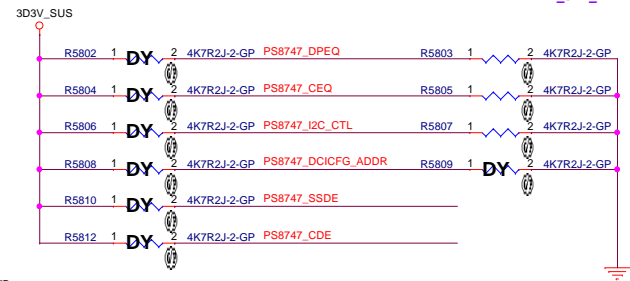 3D3V_SUS
R5802 1 DY 2 4K7R2J-2-GP PS8747_DPEQ R5803 1 2 4K7R2J-2-GP
R5804 1 DY 2 4K7R2J-2-GP PS8747_CEQ R5805 1 2 4K7R2J-2-GP
R5806 1 DY 2 4K7R2J-2-GP PS8747_I2C_CTL R5807 1 2 4K7R2J-2-GP
R5808 1 DY 2 4K7R2J-2-GP PS8747_DCICFG_ADDR R5809 1 DY 2 4K7R2J-2-GP
R5810 1 DY 2 4K7R2J-2-GP PS8747_SSDE
R5812 1 DY 2 4K7R2J-2-GP PS8747_CDE